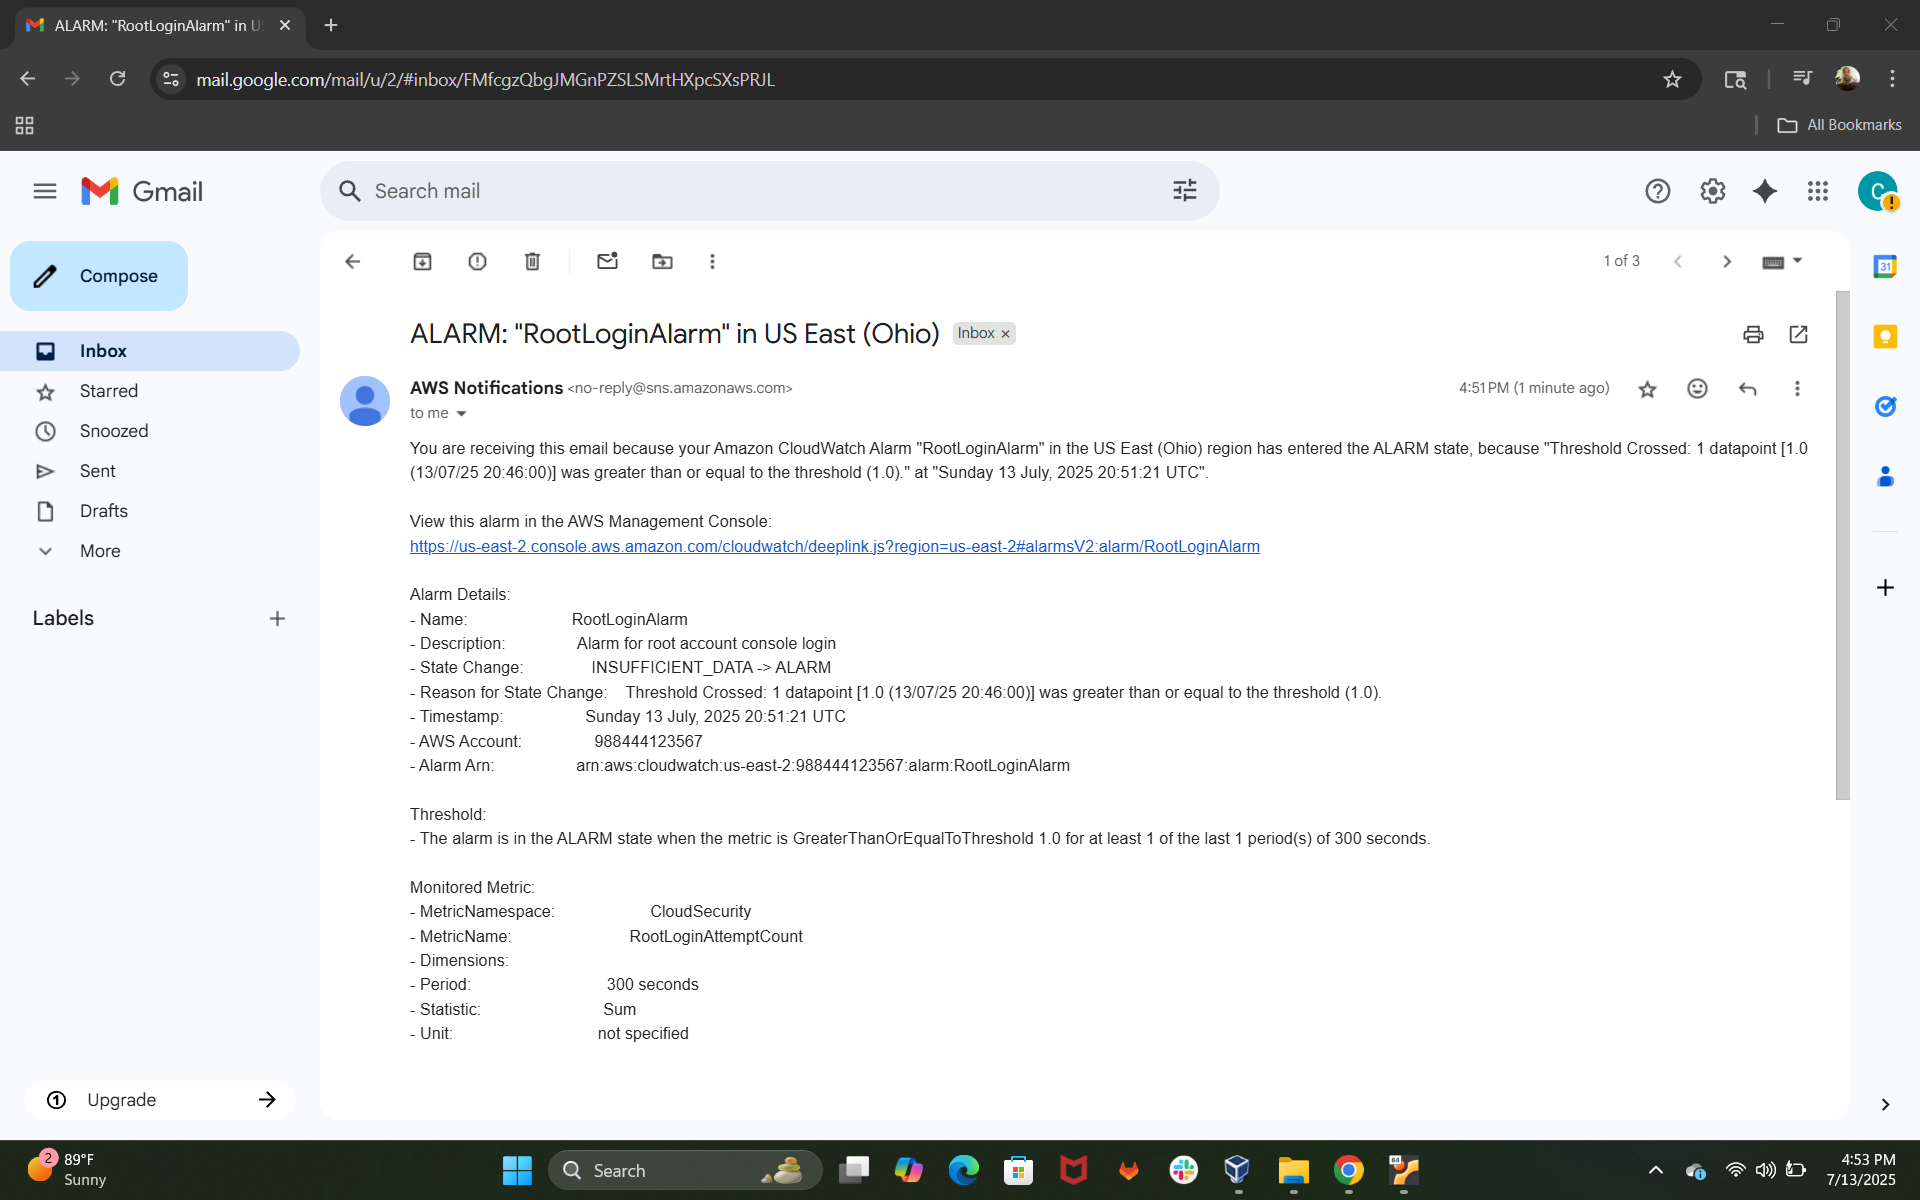 ALARM: "RootLoginAlarm" in U
mail.google.com/mail/u/2/#inbox/FMfcgzQbgJMGnPZSLSMrtHXpcSXsPRJL
All Bookmarks
Gmail
Search mail
C
Compose
1 of 3
31
Inbox
Starred
Snoozed
Sent
Drafts
More
Labels
Upgrade
ALARM: "RootLoginAlarm" in US East (Ohio) Inbox
AWS Notifications <no-reply@sns.amazonaws.com> 4:51 PM (1 minute ago)
to me
You are receiving this email because your Amazon CloudWatch Alarm "RootLoginAlarm" in the US East (Ohio) region has entered the ALARM state, because "Threshold Crossed: 1 datapoint [1.0
(13/07/25 20:46:00)] was greater than or equal to the threshold (1.0)." at "Sunday 13 July, 2025 20:51:21 UTC".
View this alarm in the AWS Management Console:
https://us-east-2.console.aws.amazon.com/cloudwatch/deeplink.js?region=us-east-2#alarmsV2:alarm/RootLoginAlarm
Alarm Details:
- Name: RootLoginAlarm
- Description: Alarm for root account console login
- State Change: INSUFFICIENT_DATA -> ALARM
- Reason for State Change: Threshold Crossed: 1 datapoint [1.0 (13/07/25 20:46:00)] was greater than or equal to the threshold (1.0).
- Timestamp: Sunday 13 July, 2025 20:51:21 UTC
- AWS Account: 988444123567
- Alarm Arn: arn:aws:cloudwatch:us-east-2:988444123567:alarm:RootLoginAlarm
Threshold:
- The alarm is in the ALARM state when the metric is GreaterThanOrEqualToThreshold 1.0 for at least 1 of the last 1 period(s) of 300 seconds.
Monitored Metric:
- MetricNamespace: CloudSecurity
- MetricName: RootLoginAttemptCount
- Dimensions:
- Period: 300 seconds
- Statistic: Sum
- Unit: not specified
2
89°F
Sunny
Search
64
4:53 PM
7/13/2025